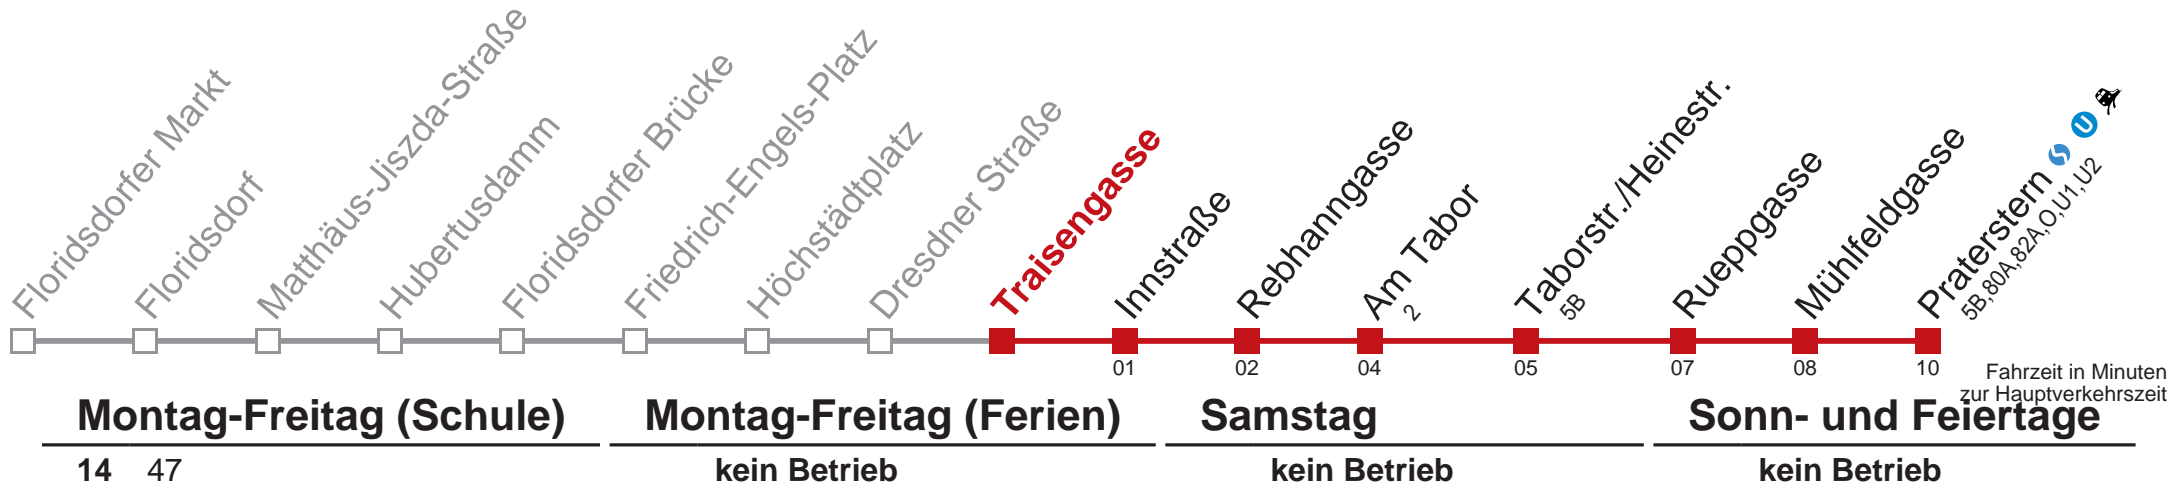 Floridsdorfer Markt
Floridsdorf
Matthäus-Jiszda-Straße
Hubertusdamm
Floridsdorfer Brücke
Friedrich-Engels-Platz
Höchstädtplatz
Dresdner Straße
Traisengasse
Innstraße
Rebhanngasse
Am Tabor
2
Taborstr./Heinestr.
5B
Rueppgasse
Mühlfeldgasse
Praterstern S U
5B,80A,82A,O,U1,U2
01 02 04 05 07 08 10
Fahrzeit in Minuten
zur Hauptverkehrszeit
Montag-Freitag (Schule) Montag-Freitag (Ferien) Samstag Sonn- und Feiertage
14 47 kein Betrieb kein Betrieb kein Betrieb